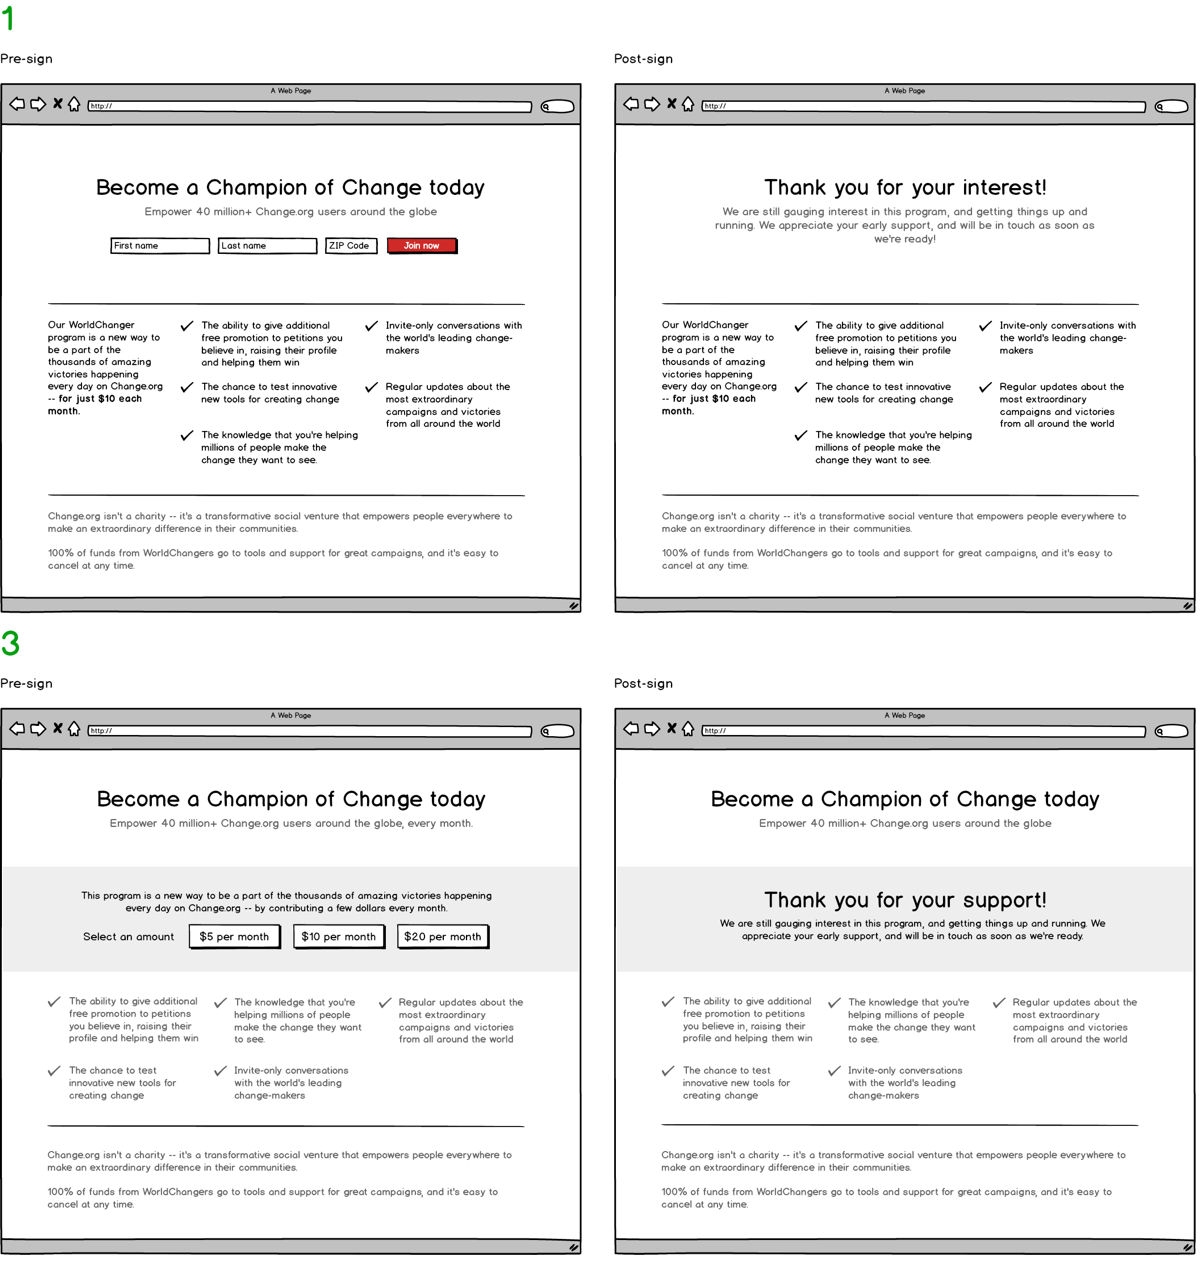 1
Pre-sign
A Web Page
http://
Become a Champion of Change today
Empower 40 million+ Change.org users around the globe
First name
Last name
ZIP Code
Join now
Our WorldChanger
program is a new way to
be a part of the
thousands of amazing
victories happening
every day on Change.org
-- for just $10 each
month.
The ability to give additional
free promotion to petitions you
believe in, raising their profile
and helping them win
The chance to test innovative
new tools for creating change
The knowledge that you're helping
millions of people make the
change they want to see.
Invite-only conversations with
the world's leading change-
makers
Regular updates about the
most extraordinary
campaigns and victories
from all around the world
Change.org isn't a charity -- it's a transformative social venture that empowers people everywhere to
make an extraordinary difference in their communities.
100% of funds from WorldChangers go to tools and support for great campaigns, and it's easy to
cancel at any time.
Post-sign
A Web Page
http://
Thank you for your interest!
We are still gauging interest in this program, and getting things up and
running. We appreciate your early support, and will be in touch as soon as
we're ready!
Our WorldChanger
program is a new way to
be a part of the
thousands of amazing
victories happening
every day on Change.org
-- for just $10 each
month.
The ability to give additional
free promotion to petitions you
believe in, raising their profile
and helping them win
The chance to test innovative
new tools for creating change
The knowledge that you're helping
millions of people make the
change they want to see.
Invite-only conversations with
the world's leading change-
makers
Regular updates about the
most extraordinary
campaigns and victories
from all around the world
Change.org isn't a charity -- it's a transformative social venture that empowers people everywhere to
make an extraordinary difference in their communities.
100% of funds from WorldChangers go to tools and support for great campaigns, and it's easy to
cancel at any time.
3
Pre-sign
A Web Page
http://
Become a Champion of Change today
Empower 40 million+ Change.org users around the globe, every month.
This program is a new way to be a part of the thousands of amazing victories happening
every day on Change.org -- by contributing a few dollars every month.
Select an amount
$5 per month
$10 per month
$20 per month
The ability to give additional
free promotion to petitions
you believe in, raising their
profile and helping them win
The chance to test
innovative new tools for
creating change
The knowledge that you're
helping millions of people
make the change they want
to see.
Invite-only conversations
with the world's leading
change-makers
Regular updates about the
most extraordinary
campaigns and victories
from all around the world
Change.org isn't a charity -- it's a transformative social venture that empowers people everywhere to
make an extraordinary difference in their communities.
100% of funds from WorldChangers go to tools and support for great campaigns, and it's easy to
cancel at any time.
Post-sign
A Web Page
http://
Become a Champion of Change today
Empower 40 million+ Change.org users around the globe
Thank you for your support!
We are still gauging interest in this program, and getting things up and running. We
appreciate your early support, and will be in touch as soon as we're ready.
The ability to give additional
free promotion to petitions
you believe in, raising their
profile and helping them win
The chance to test
innovative new tools for
creating change
The knowledge that you're
helping millions of people
make the change they want
to see.
Invite-only conversations
with the world's leading
change-makers
Regular updates about the
most extraordinary
campaigns and victories
from all around the world
Change.org isn't a charity -- it's a transformative social venture that empowers people everywhere to
make an extraordinary difference in their communities.
100% of funds from WorldChangers go to tools and support for great campaigns, and it's easy to
cancel at any time.